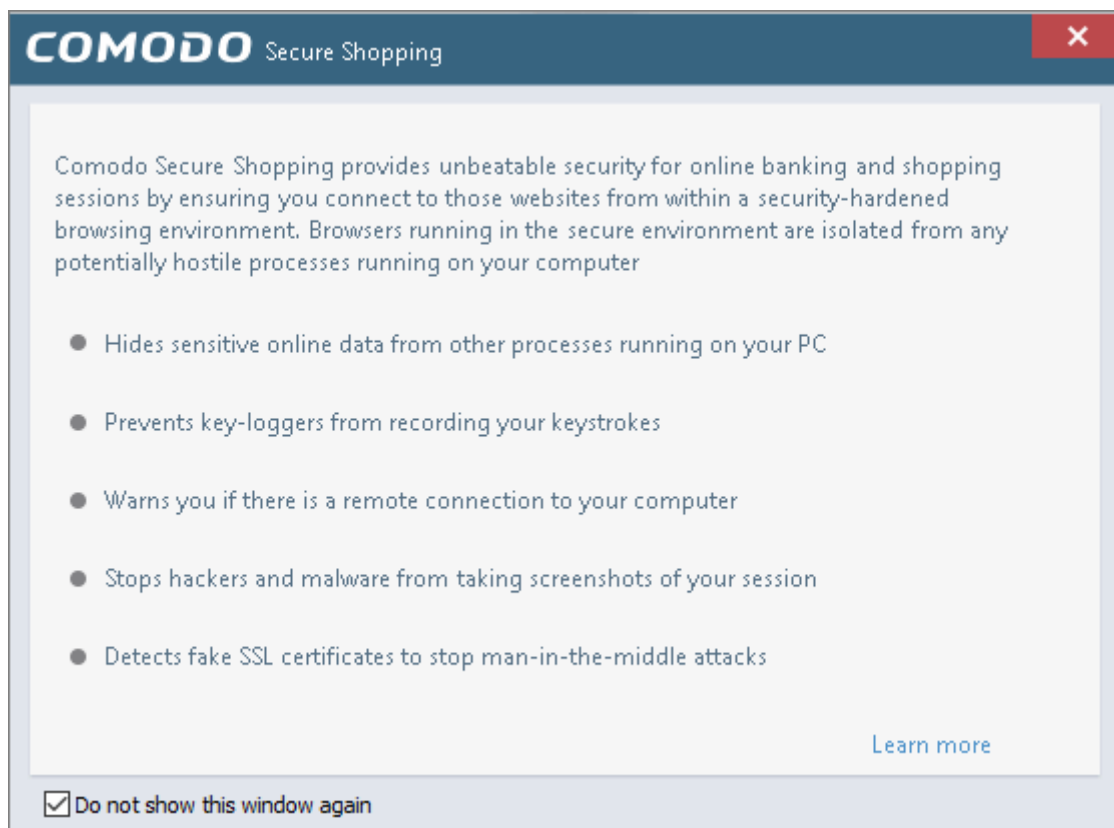 COMODO Secure Shopping
Comodo Secure Shopping provides unbeatable security for online banking and shopping
sessions by ensuring you connect to those websites from within a security-hardened
browsing environment. Browsers running in the secure environment are isolated from any
potentially hostile processes running on your computer
Hides sensitive online data from other processes running on your PC
Prevents key-loggers from recording your keystrokes
Warns you if there is a remote connection to your computer
Stops hackers and malware from taking screenshots of your session
Detects fake SSL certificates to stop man-in-the-middle attacks
Learn more
Do not show this window again